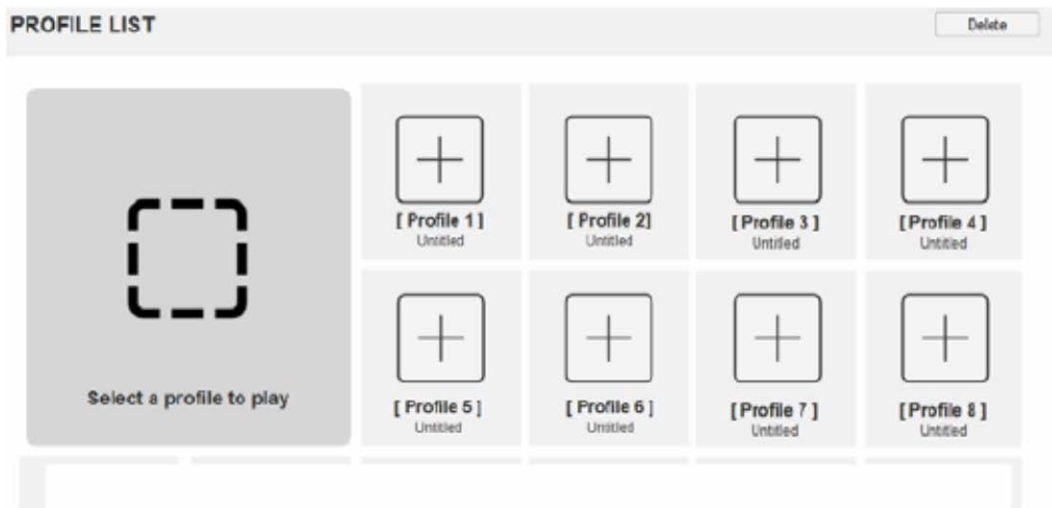 PROFILE LIST
Delete
[ Profile 1 ]
Untitled
[ Profile 2]
Untitled
[ Profile 3 ]
Untitled
[ Profile 4 ]
Untitled
Select a profile to play
[ Profile 5 ]
Untitled
[ Profile 6 ]
Untitled
[ Profile 7 ]
Untitled
[ Profile 8 ]
Untitled